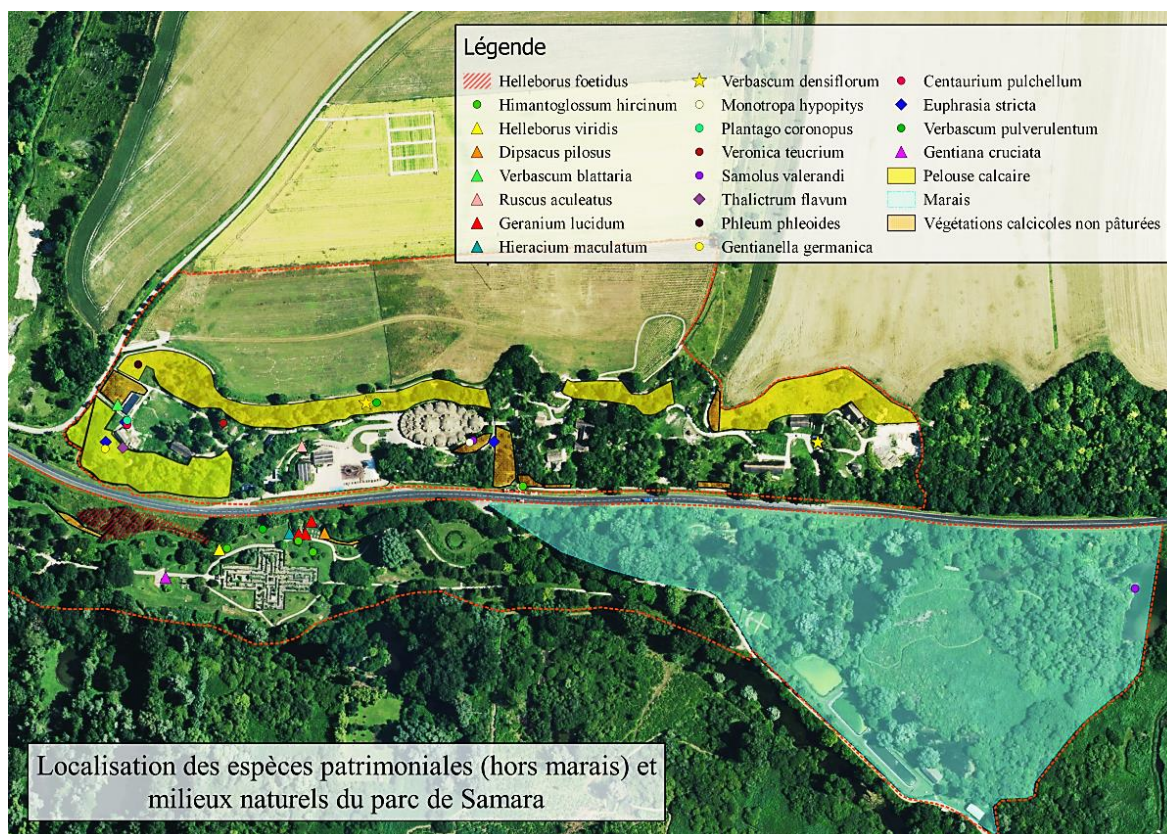 Légende
Helleborus foetidus
Himantoglossum hircinum
Helleborus viridis
Dipsacus pilosus
Verbascum blattaria
Ruscus aculeatus
Geranium lucidum
Hieracium maculatum
Verbascum densiflorum
Monotropa hypopitys
Plantago coronopus
Veronica teucrium
Samolus valerandi
Thalictrum flavum
Phleum phleoides
Gentianella germanica
Centaurium pulchellum
Euphrasia stricta
Verbascum pulverulentum
Gentiana cruciata
Pelouse calcaire
Marais
Végétations calcicoles non pâturées
Localisation des espèces patrimoniales (hors marais) et
milieux naturels du parc de Samara